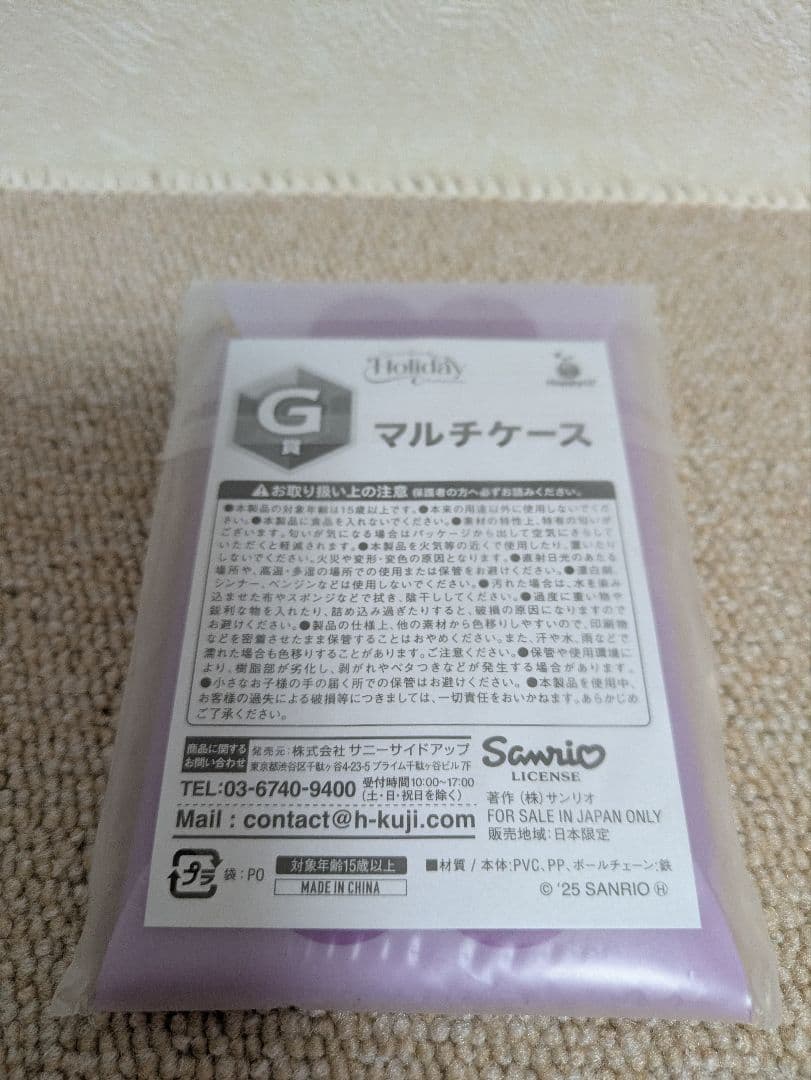 Holiday
G
賞
マルチケース
お取り扱い上の注意 保護者の方へ必ずお読みください。
●本製品の対象年齢は15歳以上です。●本来の用途以外に使用しないでくだ
さい。●本製品に食品を入れないでください。●素材の特性上、特有の匂いが
ございます。匂いが気になる場合はパッケージから出して空気にさらして
いただくと軽減されます。●本製品を火気等の近くで使用したり、置いたり
しないでください。火災や変形・変色の原因となります。●直射日光のあたる
場所や、高温・多湿の場所での使用または保管をお避けください。●漂白剤、
シンナー、ベンジンなどは使用しないでください。●汚れた場合は、水を染み
込ませた布やスポンジなどで拭き、陰干ししてください。●過度に重い物や
鋭利な物を入れたり、詰め込み過ぎたりすると、破損の原因になりますので
お避けください。●製品の仕様上、他の素材から色移りしやすいので、印刷物
などを密着させたまま保管することはおやめください。また、汗や水、雨などで
濡れた場合も色移りすることがあります。ご注意ください。●保管や使用環境に
より、樹脂部が劣化し、剥がれやベタつきなどが発生する場合があります。
●小さなお子様の手の届く所での保管はお避けください。●本製品を使用中、
お客様の過失による破損等につきましては、一切責任をおいかねます。あらかじめ
ご了承ください。
商品に関する
お問い合わせ
発売元：株式会社 サニーサイドアップ
東京都渋谷区千駄ヶ谷4-23-5 プライム千駄ヶ谷ビル 7F
TEL:03-6740-9400 受付時間10:00~17:00
(土・日・祝日を除く)
Mail : contact@h-kuji.com
Sanrio
LICENSE
著作（株）サンリオ
FOR SALE IN JAPAN ONLY
販売地域：日本限定
プラ
袋：PO
対象年齢15歳以上
MADE IN CHINA
■材質 / 本体:PVC、PP、ボールチェーン:鉄
© '25 SANRIO Ⓗ